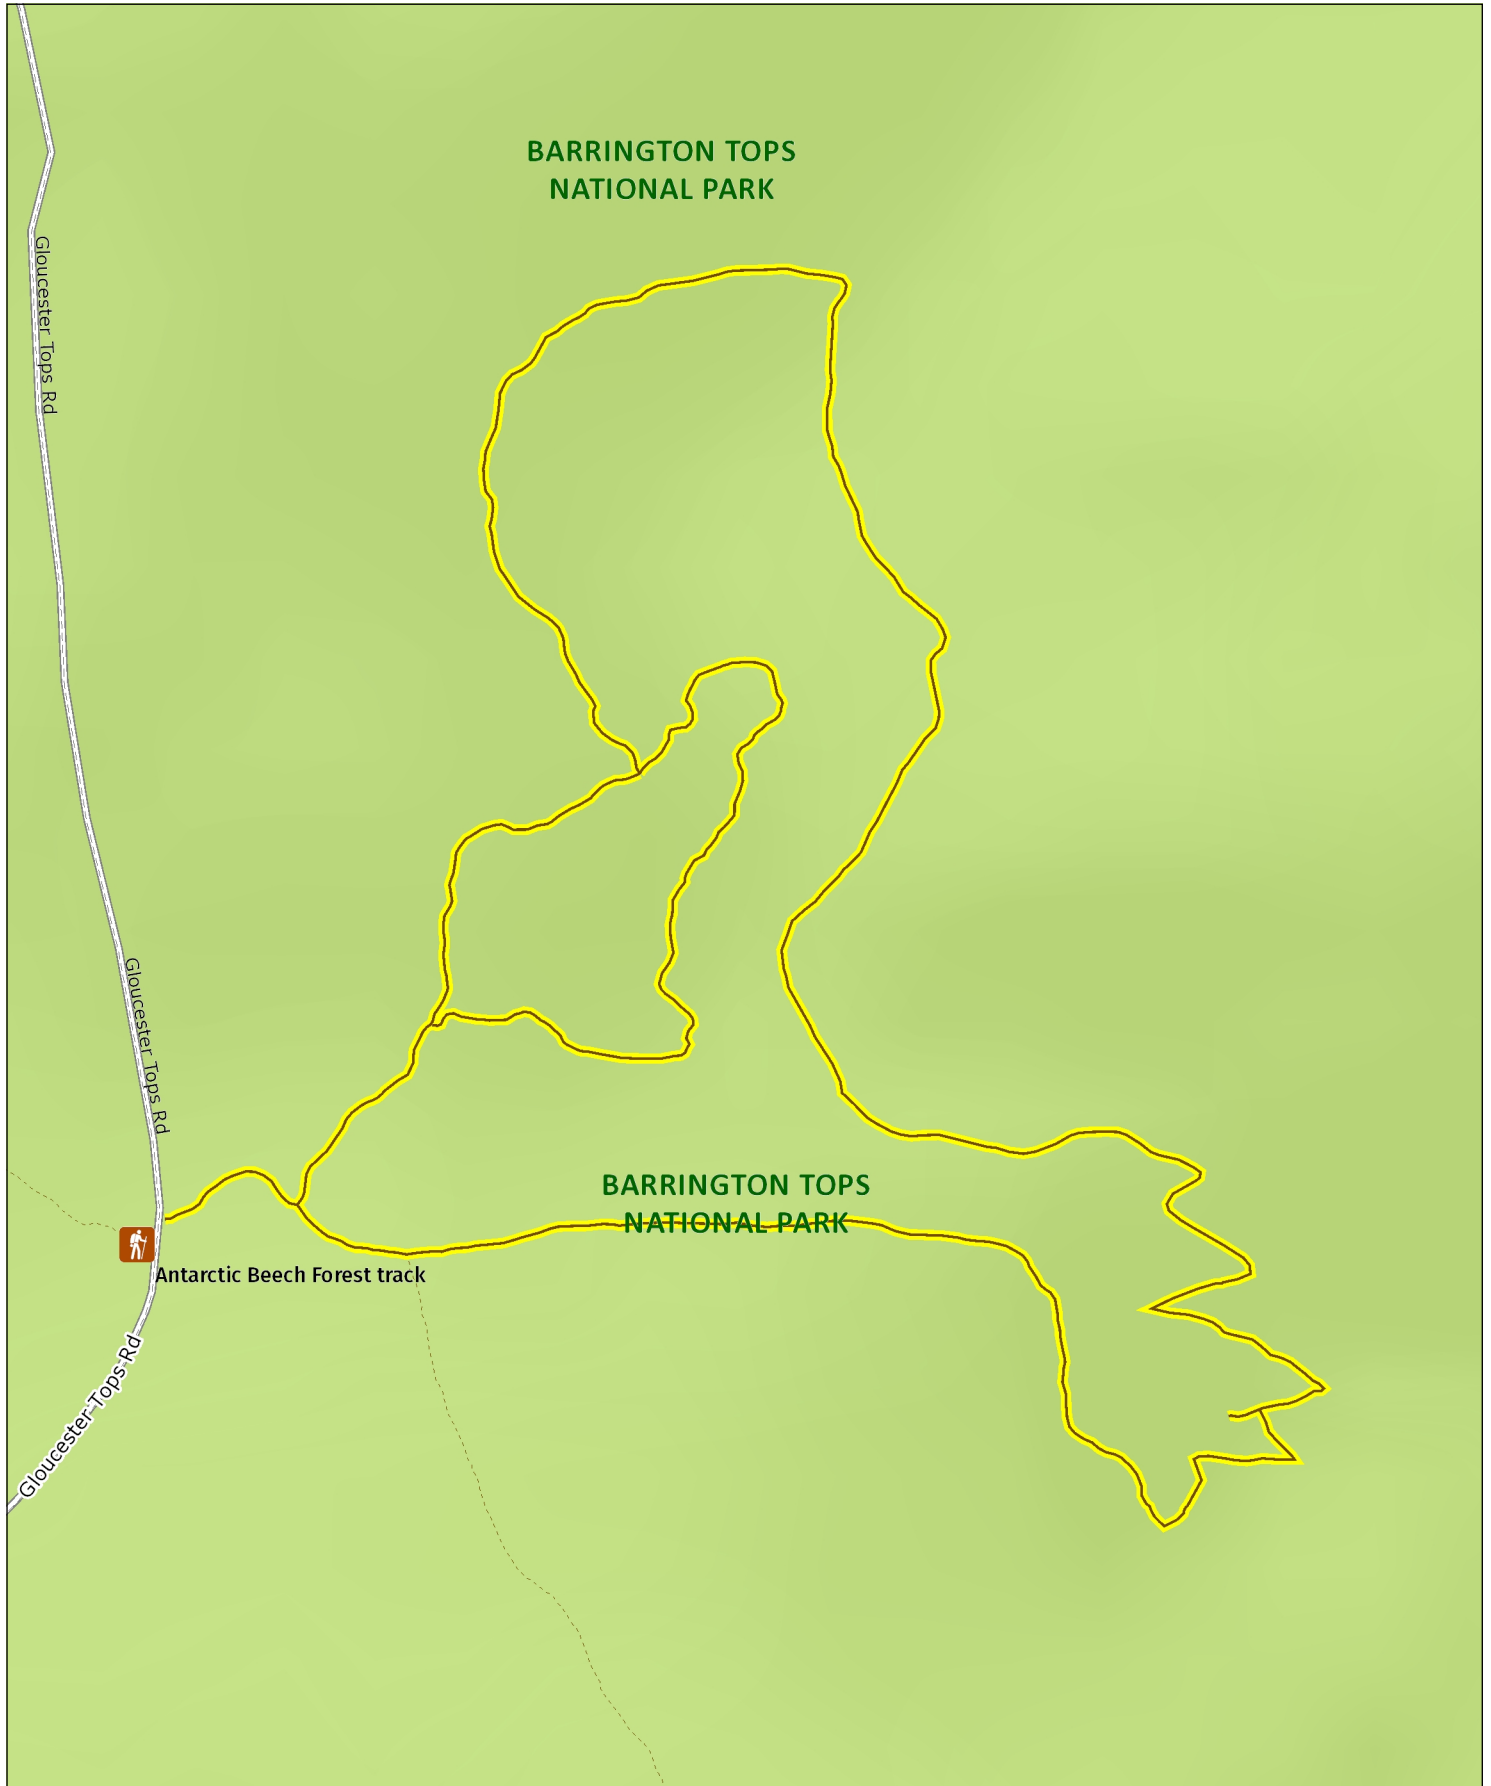 BARRINGTON TOPS
NATIONAL PARK
Gloucester Tops Rd
Gloucester Tops Rd
BARRINGTON TOPS
NATIONAL PARK
Antarctic Beech Forest track
Gloucester-Tops-Rd